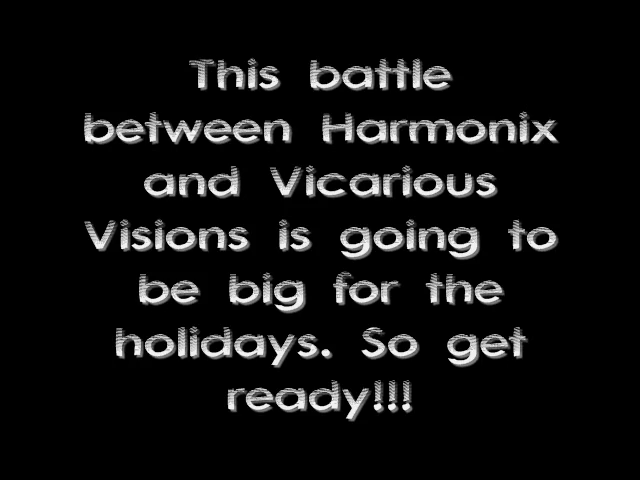 This battle
between Harmonix
and Vicarious
Visions is going to
be big for the
holidays. So get
ready!!!